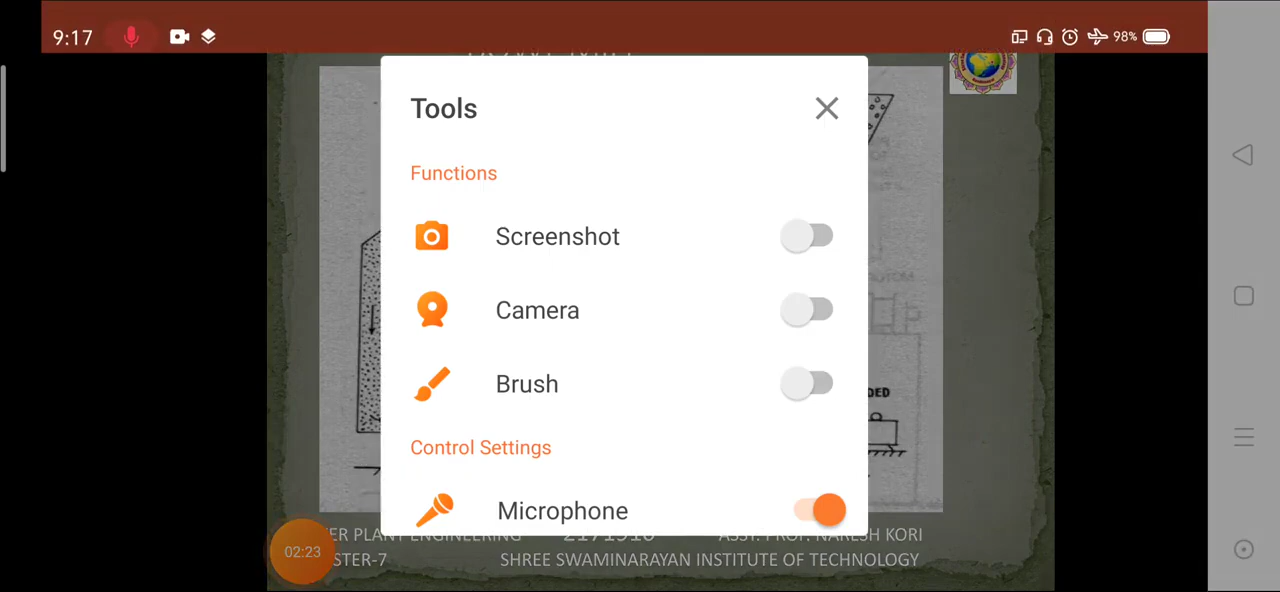 9:17
98%
Tools
Functions
Screenshot
Camera
Brush
Control Settings
Microphone
DED
ER PLANT ENGINEERING 2171910 ASST. PROF. NARESH KORI
02:23
STER-7 SHREE SWAMINARAYAN INSTITUTE OF TECHNOLOGY